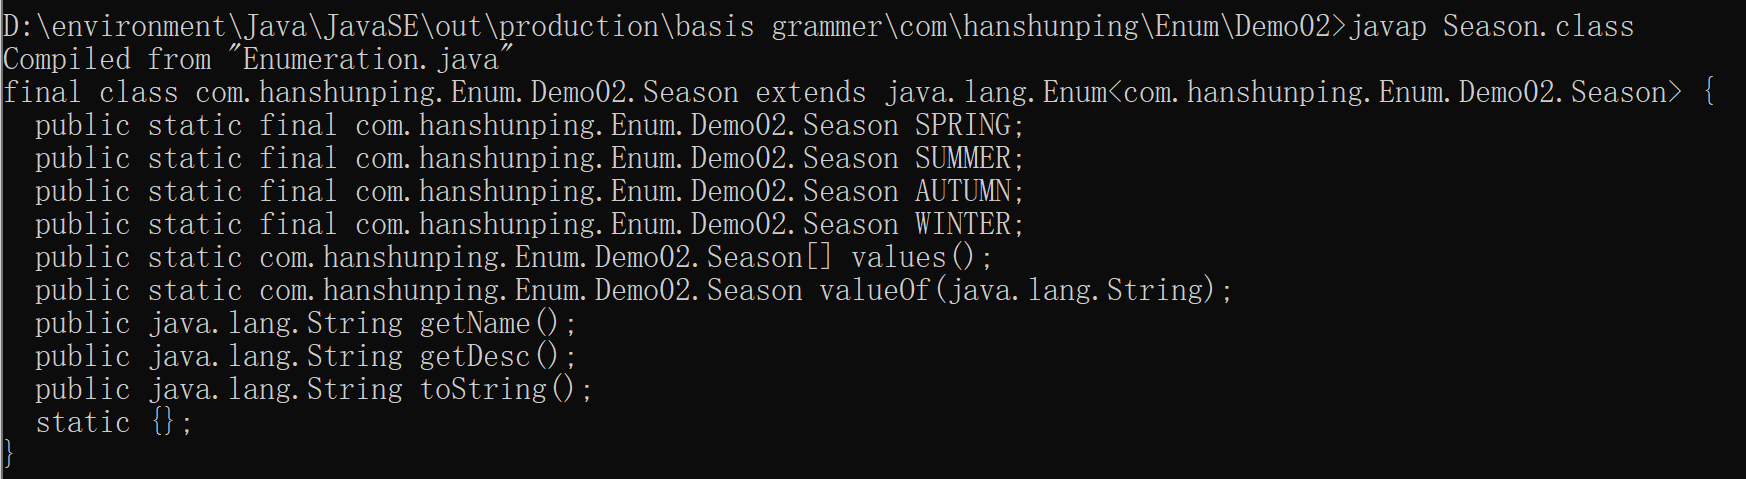 D:\environment\Java\JavaSE\out\production\basis grammer\com\hanshunping\Enum\Demo02>javap Season.class
Compiled from "Enumeration.java"
final class com.hanshunping.Enum.Demo02.Season extends java.lang.Enum<com.hanshunping.Enum.Demo02.Season> {
  public static final com.hanshunping.Enum.Demo02.Season SPRING;
  public static final com.hanshunping.Enum.Demo02.Season SUMMER;
  public static final com.hanshunping.Enum.Demo02.Season AUTUMN;
  public static final com.hanshunping.Enum.Demo02.Season WINTER;
  public static com.hanshunping.Enum.Demo02.Season[] values();
  public static com.hanshunping.Enum.Demo02.Season valueOf(java.lang.String);
  public java.lang.String getName();
  public java.lang.String getDesc();
  public java.lang.String toString();
  static {};
}